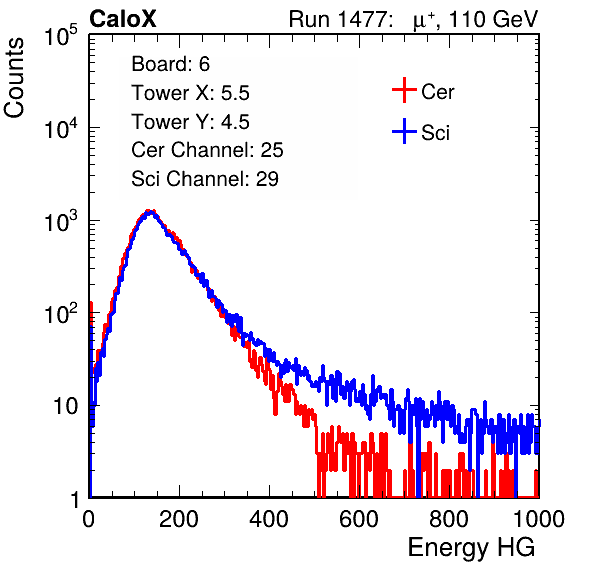 CaloX Run 1477: μ⁺, 110 GeV
Counts
10⁵
10⁴
10³
10²
10
1
Board: 6
Tower X: 5.5
Tower Y: 4.5
Cer Channel: 25
Sci Channel: 29
Cer
Sci
0 200 400 600 800 1000
Energy HG